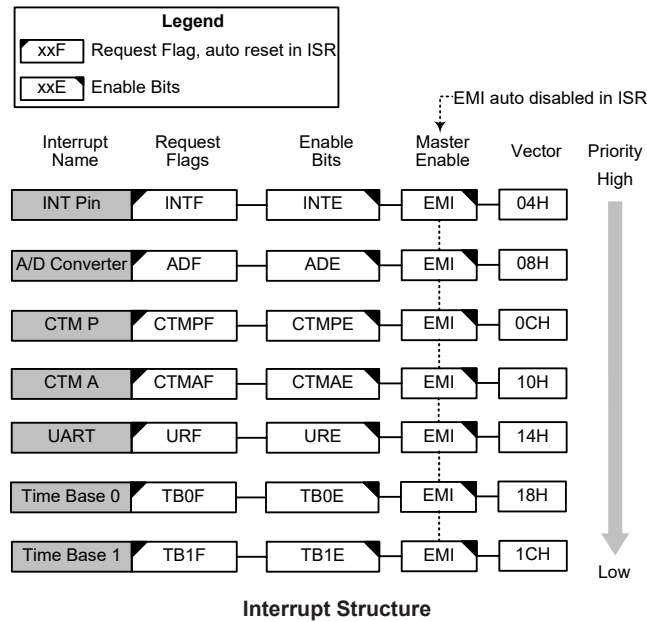 Legend
xxF Request Flag, auto reset in ISR
xxE Enable Bits
EMI auto disabled in ISR
Interrupt Name
Request Flags
Enable Bits
Master Enable
Vector
Priority
High
INT Pin INTF INTE EMI 04H
A/D Converter ADF ADE EMI 08H
CTM P CTMPF CTMPE EMI 0CH
CTM A CTMAF CTMAE EMI 10H
UART URF URE EMI 14H
Time Base 0 TB0F TB0E EMI 18H
Time Base 1 TB1F TB1E EMI 1CH
Low
Interrupt Structure